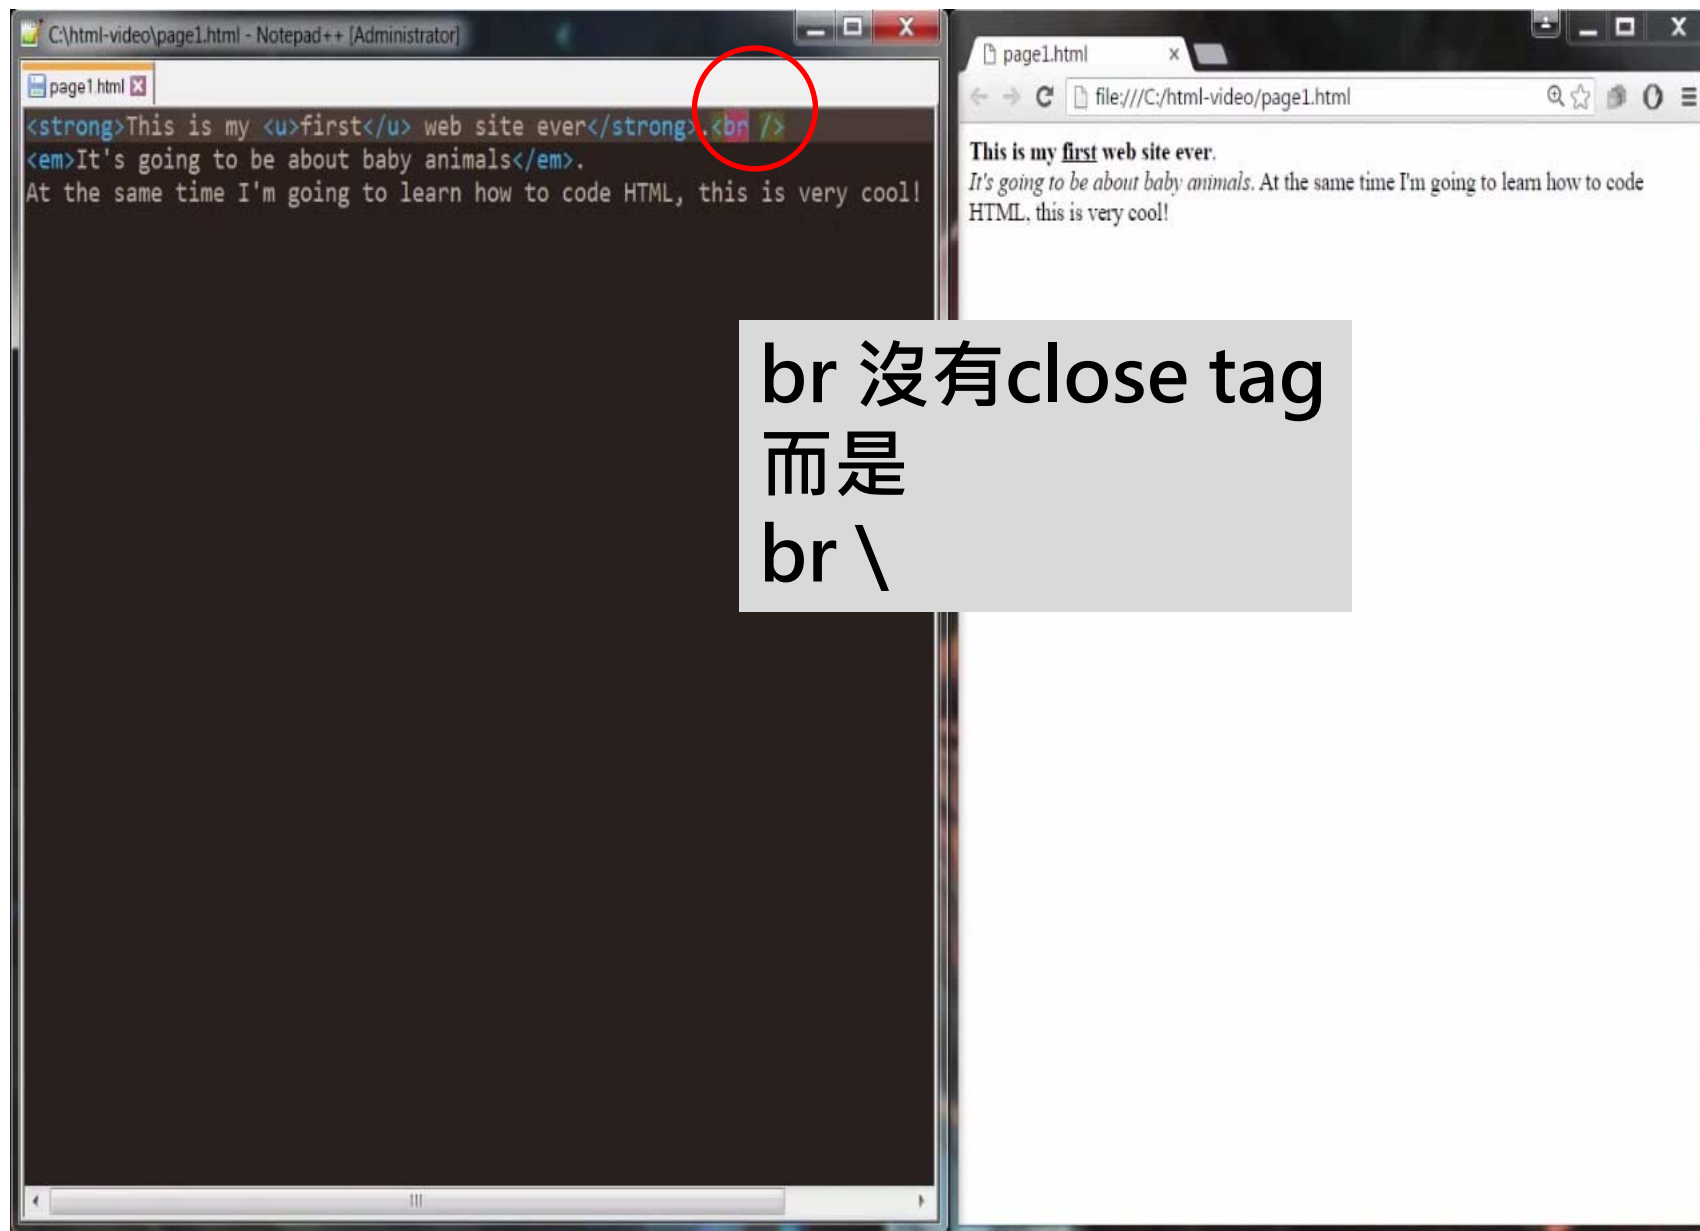 C:\html-video\page1.html - Notepad++ [Administrator]
page1.html
<strong>This is my <u>first</u> web site ever</strong>.<br />
<em>It's going to be about baby animals</em>.
At the same time I'm going to learn how to code HTML, this is very cool!
page1.html
file:///C:/html-video/page1.html
This is my first web site ever.
It's going to be about baby animals. At the same time I'm going to learn how to code
HTML, this is very cool!
br 沒有close tag
而是
br \